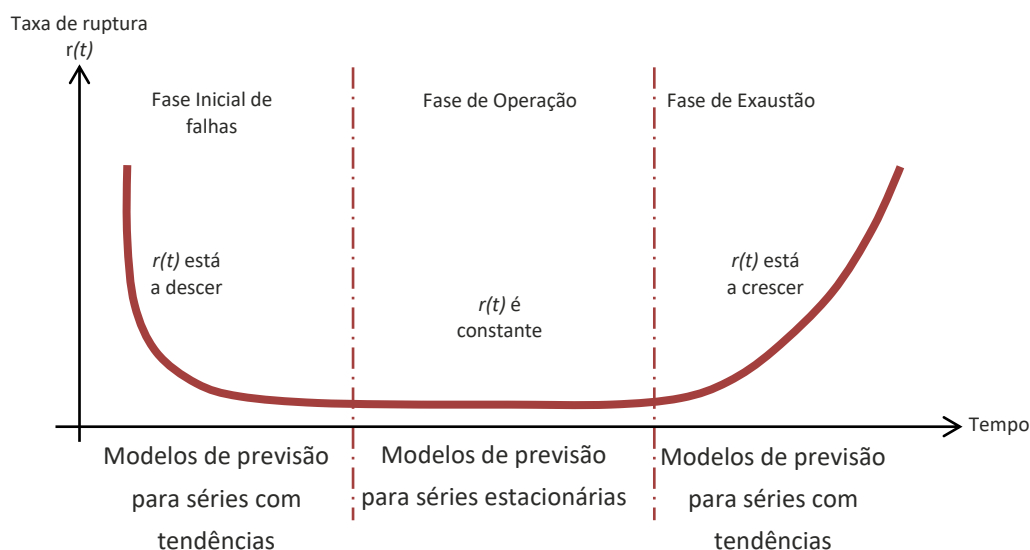 Taxa de ruptura
r(t)
Fase Inicial de
falhas
Fase de Operação
Fase de Exaustão
r(t) está
a descer
r(t) é
constante
r(t) está
a crescer
Tempo
Modelos de previsão
para séries com
tendências
Modelos de previsão
para séries estacionárias
Modelos de previsão
para séries com
tendências